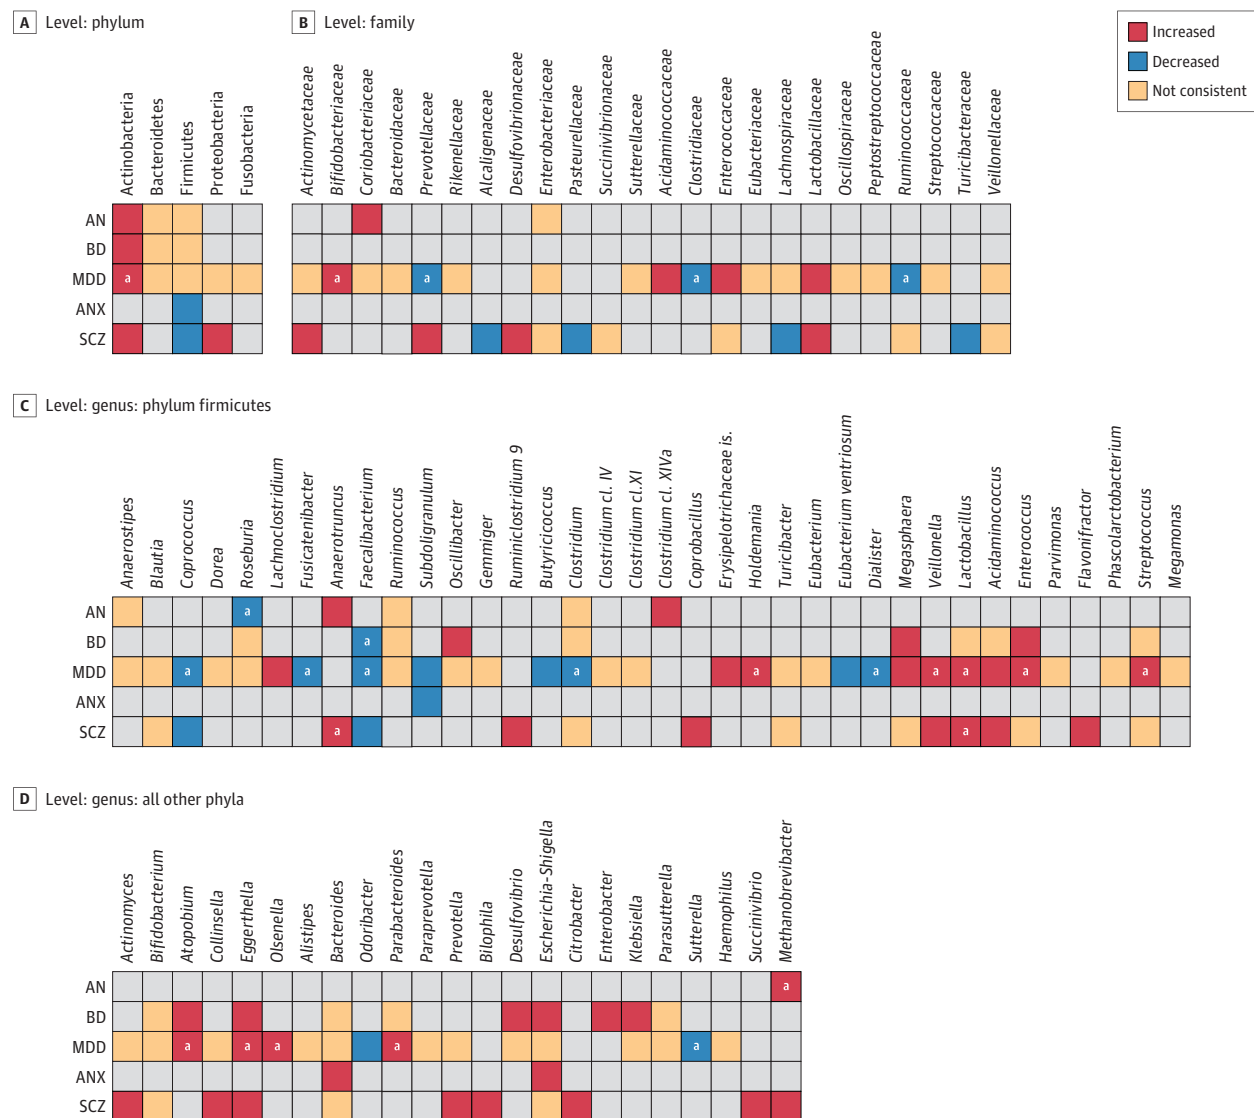 A Level: phylum
B Level: family
Increased
Decreased
Not consistent
Actinobacteria
Bacteroidetes
Firmicutes
Proteobacteria
Fusobacteria
Actinomycetaceae
Bifidobacteriaceae
Coriobacteriaceae
Bacteroidaceae
Prevotellaceae
Rikenellaceae
Alcaligenaceae
Desulfovibrionaceae
Enterobacteriaceae
Pasteurellaceae
Succinivibrionaceae
Sutterellaceae
Acidaminococcaceae
Clostridiaceae
Enterococcaceae
Eubacteriaceae
Lachnospiraceae
Lactobacillaceae
Oscillospiraceae
Peptostreptococcaceae
Ruminococcaceae
Streptococcaceae
Turicibacteraceae
Veillonellaceae
AN
BD
MDD a a a a a
ANX
SCZ
C Level: genus: phylum firmicutes
Anaerostipes
Blautia
Coprococcus
Dorea
Roseburia
Lachnoclostridium
Fusicatenibacter
Anaerotruncus
Faecalibacterium
Ruminococcus
Subdoligranulum
Oscillibacter
Gemmiger
Ruminiclostridium 9
Butyricicoccus
Clostridium
Clostridium cl. IV
Clostridium cl.XI
Clostridium cl. XIVa
Coprobacillus
Erysipelotrichaceae is.
Holdemania
Turicibacter
Eubacterium
Eubacterium ventriosum
Dialister
Megasphaera
Veillonella
Lactobacillus
Acidaminococcus
Enterococcus
Parvimonas
Flavonifractor
Phascolarctobacterium
Streptococcus
Megamonas
AN a
BD a
MDD a a a a a a a a a a
ANX
SCZ a a
D Level: genus: all other phyla
Actinomyces
Bifidobacterium
Atopobium
Collinsella
Eggerthella
Olsenella
Alistipes
Bacteroides
Odoribacter
Parabacteroides
Paraprevotella
Prevotella
Bilophila
Desulfovibrio
Escherichia-Shigella
Citrobacter
Enterobacter
Klebsiella
Parasutterella
Sutterella
Haemophilus
Succinivibrio
Methanobrevibacter
AN a
BD
MDD a a a a a
ANX
SCZ